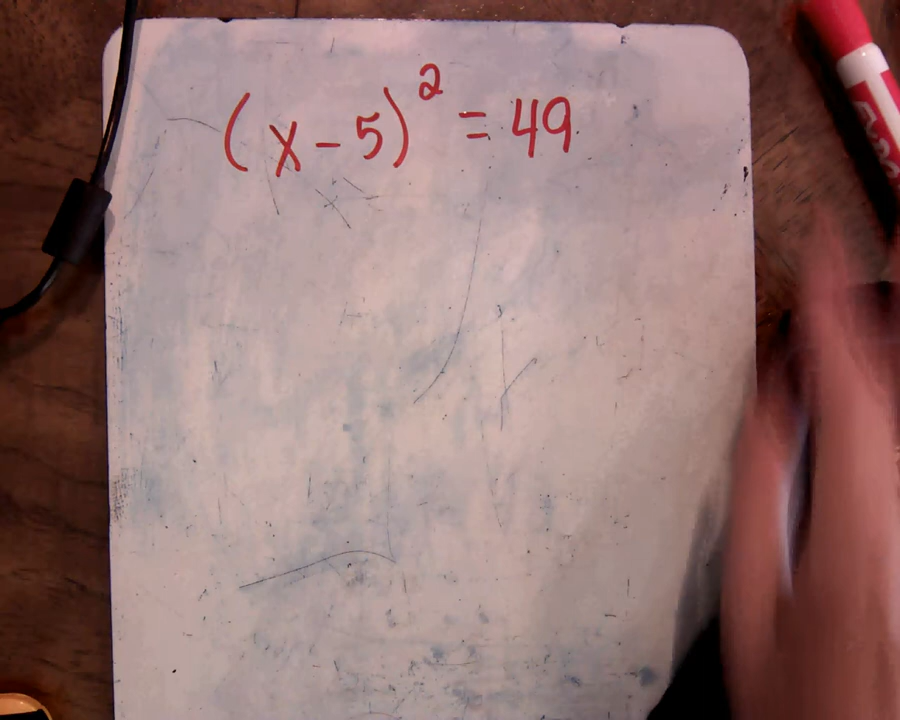 (x-5)² = 49